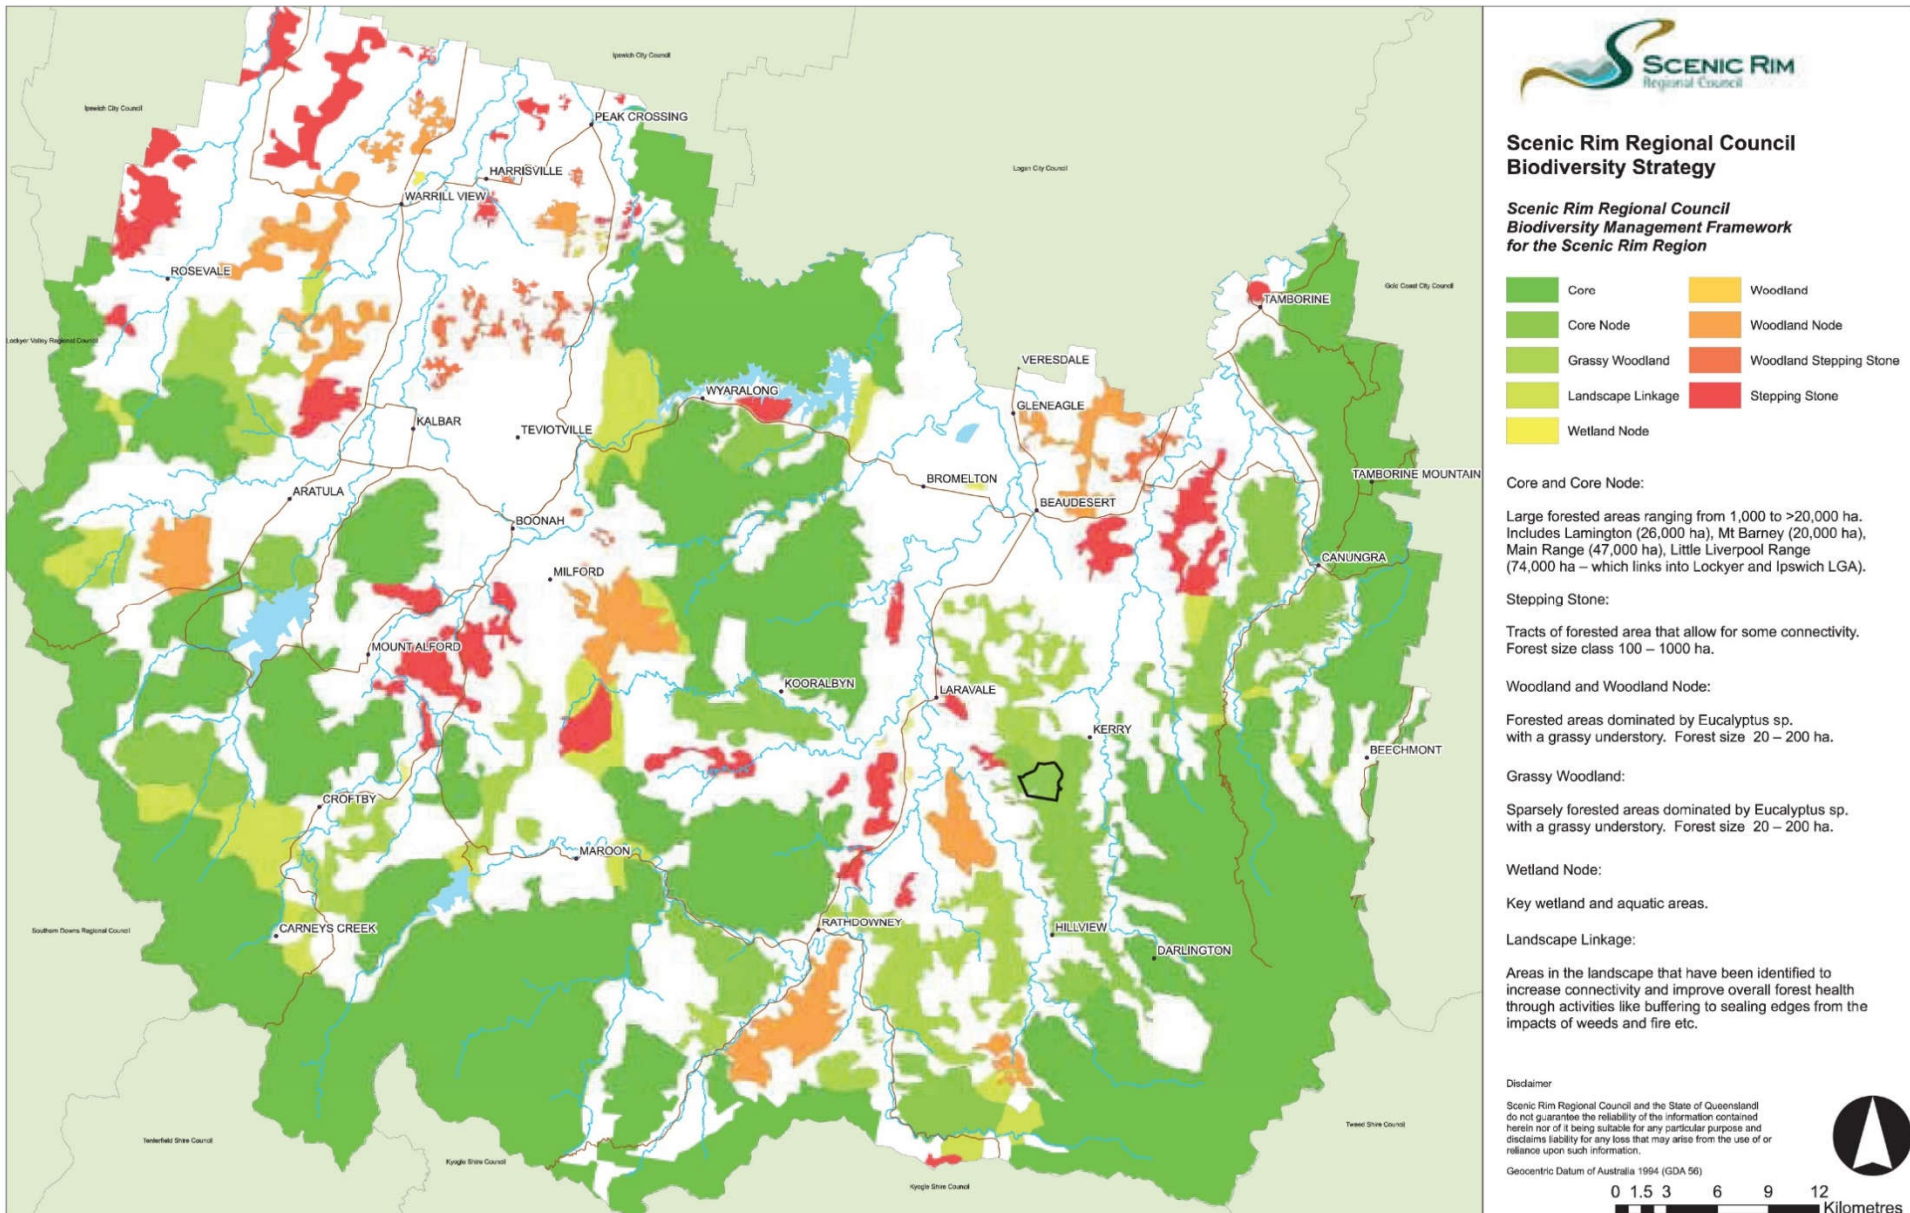 Ipswich City Council
Ipswich City Council
PEAK CROSSING
HARRISVILLE
WARRILL VIEW
Logan City Council
ROSEVALE
Gold Coast City Council
TAMBORINE
Lockyer Valley Regional Council
VERESDALE
WYARALONG
GLENEAGLE
KALBAR
TEVIOTVILLE
TAMBORINE MOUNTAIN
BROMELTON
ARATULA
BEAUDESERT
BOONAH
CANUNGRA
MILFORD
MOUNT ALFORD
KOORALBYN
LARAVALE
KERRY
BEECHMONT
CROFTBY
MAROON
RATHDOWNEY
HILLVIEW
CARNEYS CREEK
Southern Downs Regional Council
DARLINGTON
Tenterfield Shire Council
Kyogle Shire Council
Tweed Shire Council
Kyogle Shire Council
SCENIC RIM
Regional Council
Scenic Rim Regional Council
Biodiversity Strategy
Scenic Rim Regional Council
Biodiversity Management Framework
for the Scenic Rim Region
Core
Core Node
Grassy Woodland
Landscape Linkage
Wetland Node
Woodland
Woodland Node
Woodland Stepping Stone
Stepping Stone
Core and Core Node:
Large forested areas ranging from 1,000 to >20,000 ha.
Includes Lamington (26,000 ha), Mt Barney (20,000 ha),
Main Range (47,000 ha), Little Liverpool Range
(74,000 ha – which links into Lockyer and Ipswich LGA).
Stepping Stone:
Tracts of forested area that allow for some connectivity.
Forest size class 100 – 1000 ha.
Woodland and Woodland Node:
Forested areas dominated by Eucalyptus sp.
with a grassy understory. Forest size 20 – 200 ha.
Grassy Woodland:
Sparsely forested areas dominated by Eucalyptus sp.
with a grassy understory. Forest size 20 – 200 ha.
Wetland Node:
Key wetland and aquatic areas.
Landscape Linkage:
Areas in the landscape that have been identified to
increase connectivity and improve overall forest health
through activities like buffering to sealing edges from the
impacts of weeds and fire etc.
Disclaimer
Scenic Rim Regional Council and the State of Queenslandl
do not guarantee the reliability of the information contained
herein nor of it being suitable for any particular purpose and
disclaims liability for any loss that may arise from the use of or
reliance upon such information.
Geocentric Datum of Australia 1994 (GDA 56)
0 1.5 3 6 9 12
Kilometres